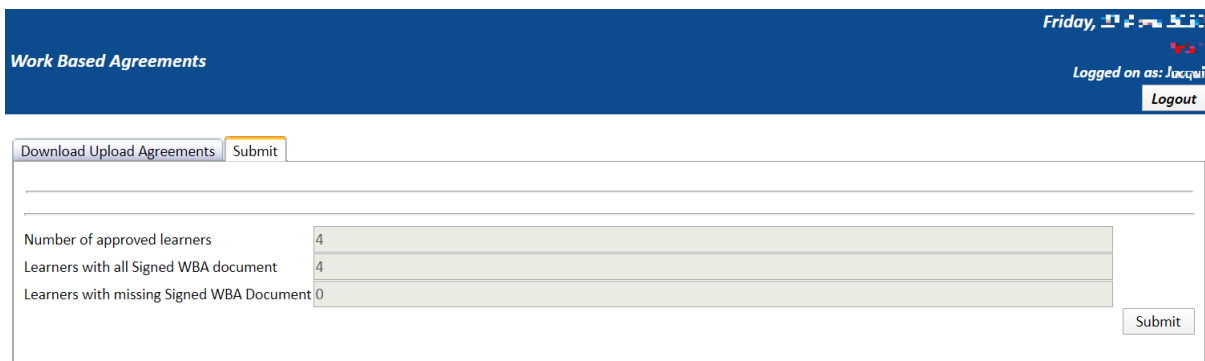 Friday,
Work Based Agreements
Logged on as:
Logout
Download Upload Agreements Submit
Number of approved learners 4
Learners with all Signed WBA document 4
Learners with missing Signed WBA Document 0
Submit